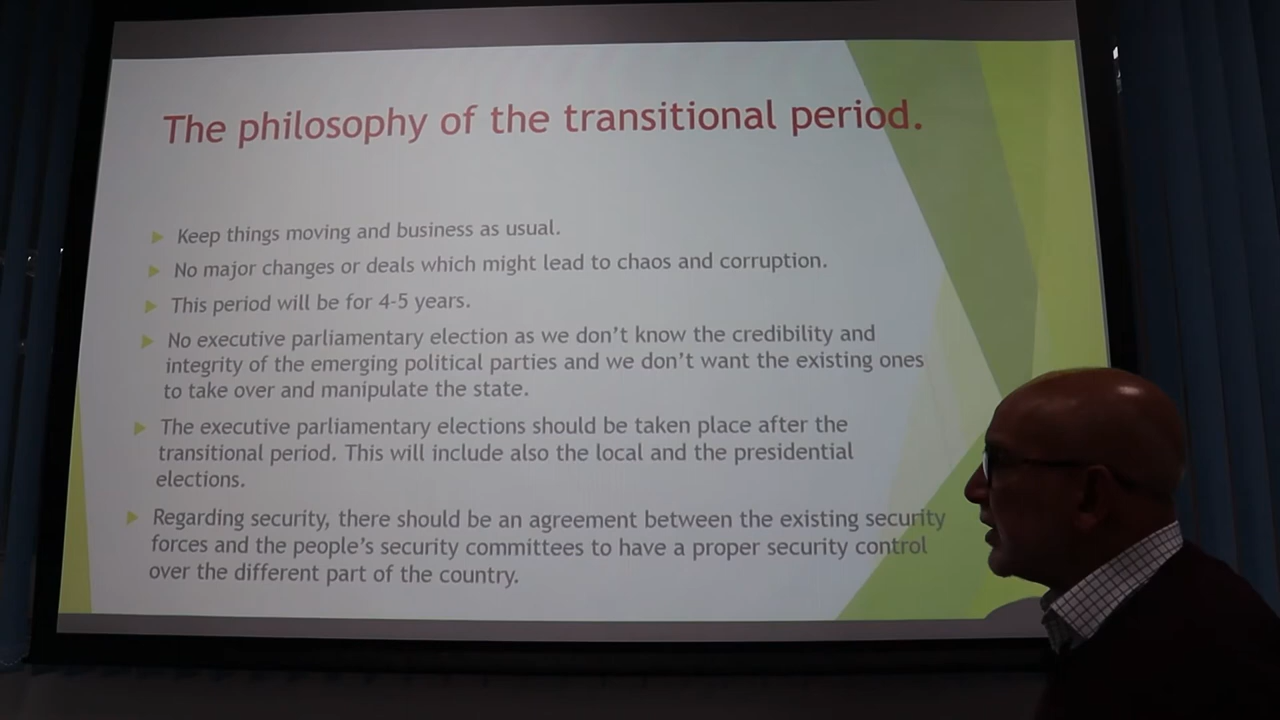 The philosophy of the transitional period.
Keep things moving and business as usual.
No major changes or deals which might lead to chaos and corruption.
This period will be for 4-5 years.
No executive parliamentary election as we don't know the credibility and
integrity of the emerging political parties and we don't want the existing ones
to take over and manipulate the state.
The executive parliamentary elections should be taken place after the
transitional period. This will include also the local and the presidential
elections.
Regarding security, there should be an agreement between the existing security
forces and the people's security committees to have a proper security control
over the different part of the country.